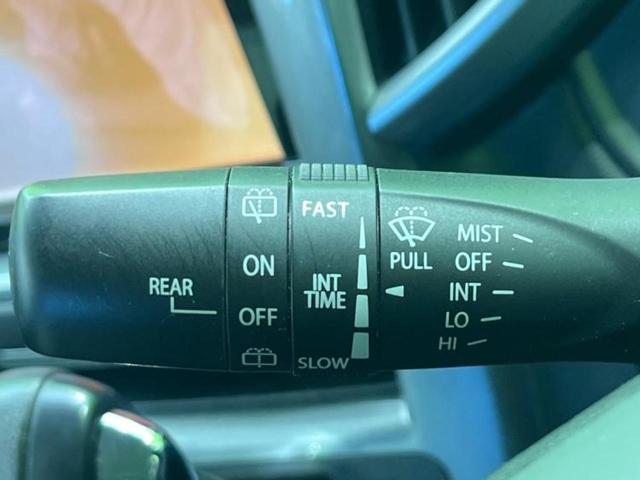 REAR
ON
OFF
FAST
INT
TIME
SLOW
PULL
MIST
OFF
INT
LO
HI